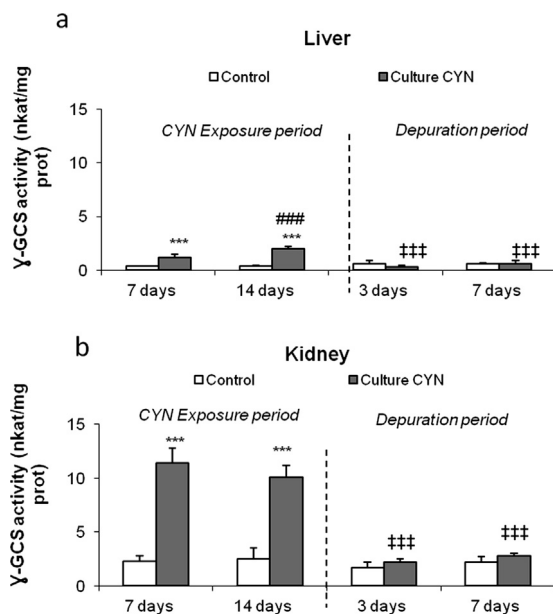 a
Liver
Control Culture CYN
ɣ-GCS activity (nkat/mg
prot)
15
10
5
0
CYN Exposure period Depuration period
***
###
***
‡‡‡
‡‡‡
7 days 14 days 3 days 7 days
b
Kidney
Control Culture CYN
ɣ-GCS activity (nkat/mg
prot)
15
10
5
0
CYN Exposure period Depuration period
***
***
‡‡‡
‡‡‡
7 days 14 days 3 days 7 days